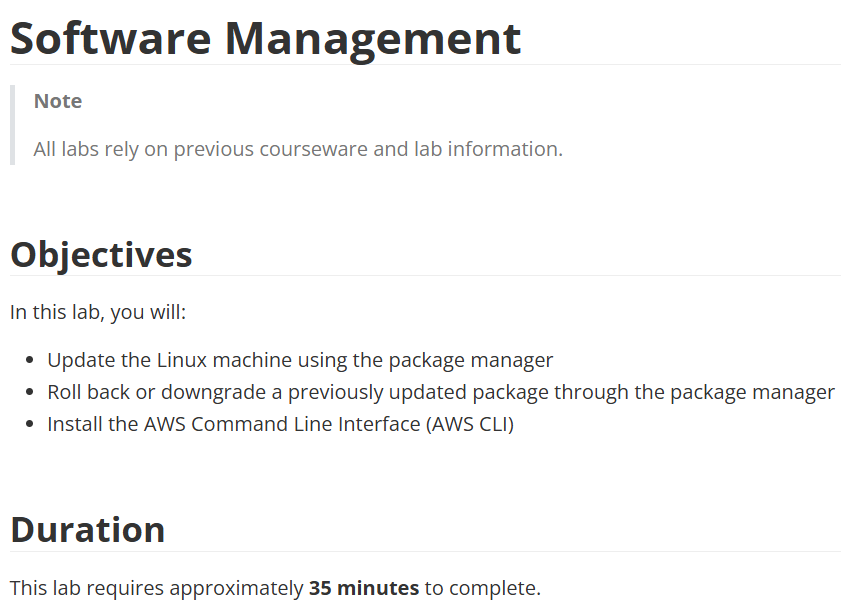 Software Management
Note
All labs rely on previous courseware and lab information.
Objectives
In this lab, you will:
Update the Linux machine using the package manager
Roll back or downgrade a previously updated package through the package manager
Install the AWS Command Line Interface (AWS CLI)
Duration
This lab requires approximately 35 minutes to complete.